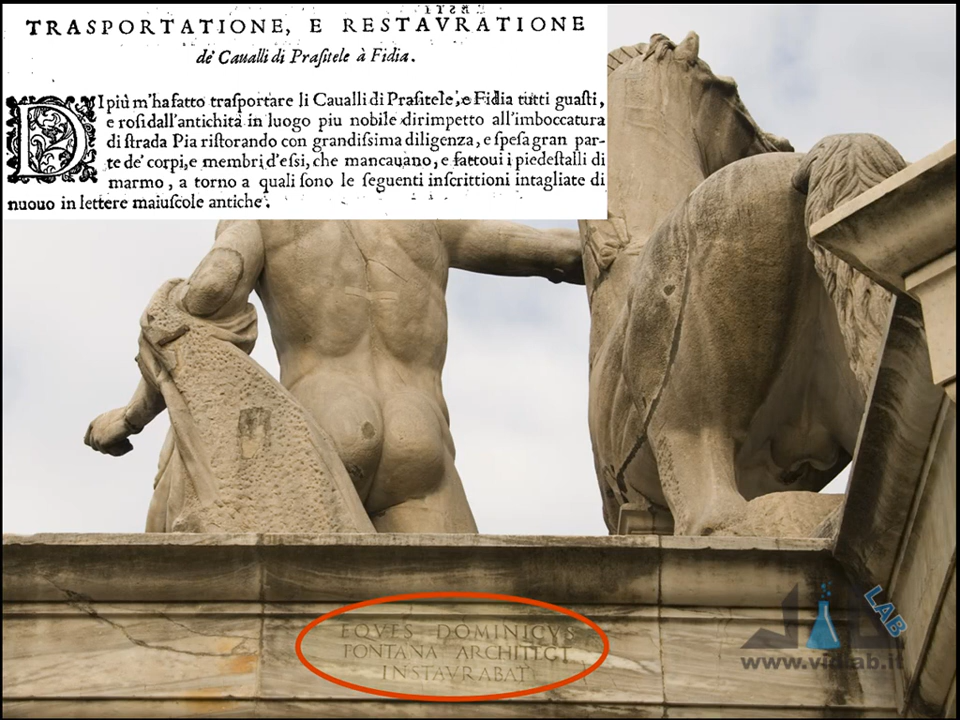 TRASPORTATIONE, E RESTAVRATIONE
de' Caualli di Prasitele à Fidia.
DI più m'ha fatto trasportare li Caualli di Prasitele, e Fidia tutti guasti,
e rosi dall'antichità in luogo piu nobile dirimpetto all'imboccatura
di strada Pia ristorando con grandissima diligenza, e spesa gran par-
te de' corpi, e membri d'essi, che mancauano, e fattoui i piedestalli di
marmo, a torno a quali sono le seguenti inscrittioni intagliate di
nuouo in lettere maiuscole antiche.
EQVES DOMINICVS
FONTANA ARCHITECT
INSTAVRABAT
LAB
www.vidlab.it